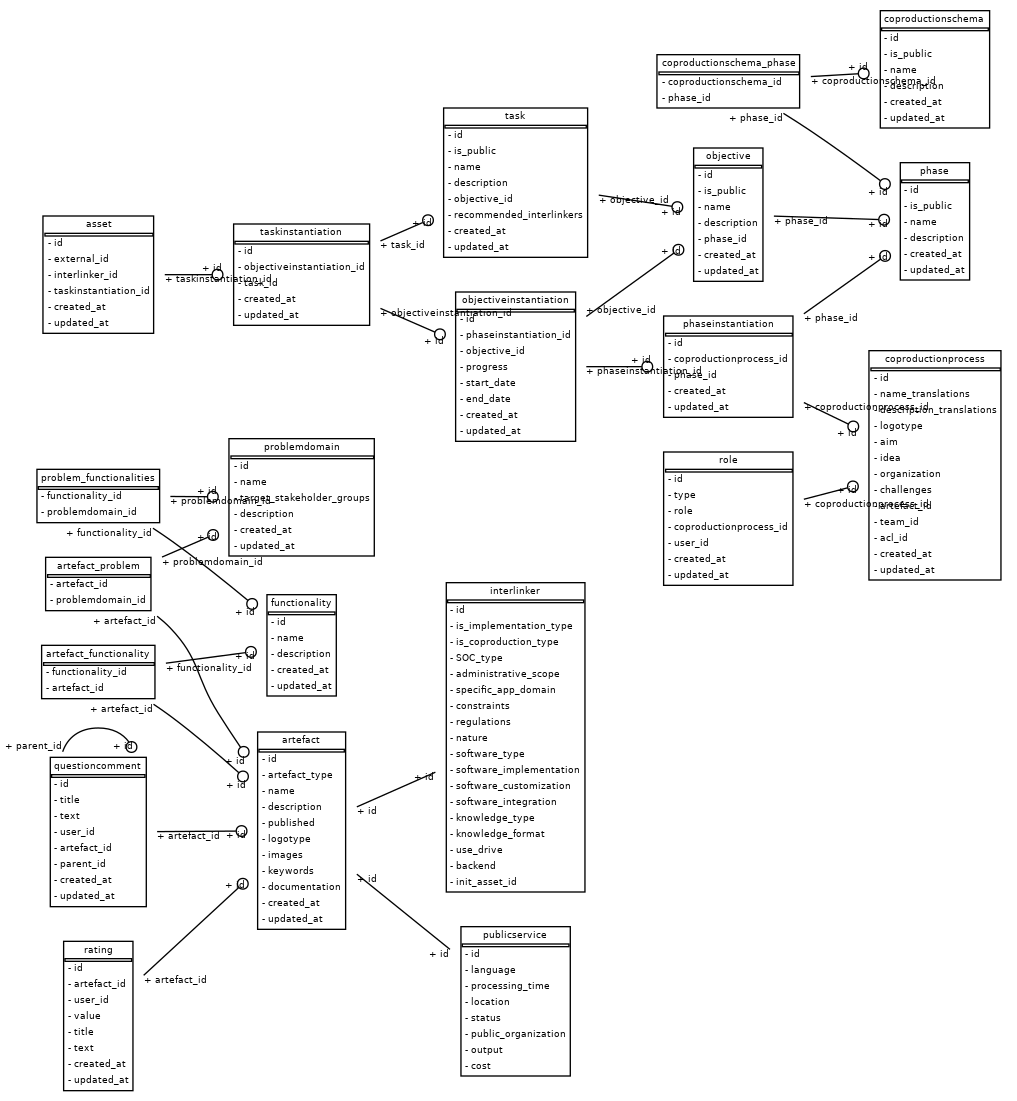 coproductionschema
- id
- is_public
- name
- description
- created_at
- updated_at
coproductionschema_phase
- coproductionschema_id
- phase_id
+ id
+ coproductionschema_id
+ phase_id
+ id
task
- id
- is_public
- name
- description
- objective_id
- recommended_interlinkers
- created_at
- updated_at
objective
- id
- is_public
- name
- description
- phase_id
- created_at
- updated_at
phase
- id
- is_public
- name
- description
- created_at
- updated_at
+ objective_id
+ id
+ phase_id
+ id
asset
- id
- external_id
- interlinker_id
- taskinstantiation_id
- created_at
- updated_at
+ id
+ taskinstantiation_id
taskinstantiation
- id
- objectiveinstantiation_id
- task_id
- created_at
- updated_at
+ id
+ task_id
+ objectiveinstantiation_id
+ id
objectiveinstantiation
- id
- phaseinstantiation_id
- objective_id
- progress
- start_date
- end_date
- created_at
- updated_at
+ id
+ objective_id
+ id
+ phaseinstantiation_id
phaseinstantiation
- id
- coproductionprocess_id
- phase_id
- created_at
- updated_at
+ id
+ phase_id
+ coproductionprocess_id
+ id
coproductionprocess
- id
- name_translations
- description_translations
- logotype
- aim
- idea
- organization
- challenges
- artefact_id
- team_id
- acl_id
- created_at
- updated_at
role
- id
- type
- role
- coproductionprocess_id
- user_id
- created_at
- updated_at
+ id
+ coproductionprocess_id
problemdomain
- id
- name
- target_stakeholder_groups
- description
- created_at
- updated_at
problem_functionalities
- functionality_id
- problemdomain_id
+ id
+ problemdomain_id
+ functionality_id
+ id
artefact_problem
- artefact_id
- problemdomain_id
+ id
+ problemdomain_id
+ artefact_id
+ id
functionality
- id
- name
- description
- created_at
- updated_at
artefact_functionality
- functionality_id
- artefact_id
+ id
+ functionality_id
+ artefact_id
+ id
interlinker
- id
- is_implementation_type
- is_coproduction_type
- SOC_type
- administrative_scope
- specific_app_domain
- constraints
- regulations
- nature
- software_type
- software_implementation
- software_customization
- software_integration
- knowledge_type
- knowledge_format
- use_drive
- backend
- init_asset_id
artefact
- id
- artefact_type
- name
- description
- published
- logotype
- images
- keywords
- documentation
- created_at
- updated_at
+ id
+ id
+ id
+ id
+ parent_id
+ id
questioncomment
- id
- title
- text
- user_id
- artefact_id
- parent_id
- created_at
- updated_at
+ artefact_id
+ id
rating
- id
- artefact_id
- user_id
- value
- title
- text
- created_at
- updated_at
+ id
+ artefact_id
publicservice
- id
- language
- processing_time
- location
- status
- public_organization
- output
- cost